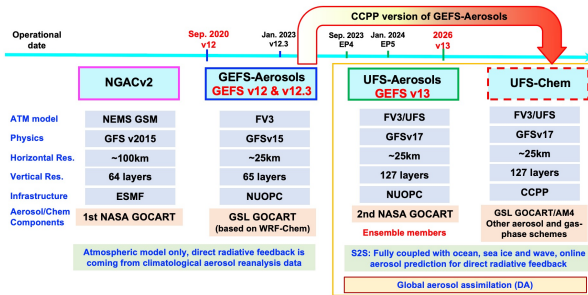 CCPP version of GEFS-Aerosols
Operational date
Sep. 2020 v12
Jan. 2023 v12.3
Sep. 2023 EP4
Jan. 2024 EP5
2026 v13
NGACv2
GEFS-Aerosols
GEFS v12 & v12.3
UFS-Aerosols
GEFS v13
UFS-Chem
ATM model NEMS GSM FV3 FV3/UFS FV3/UFS
Physics GFS v2015 GFSv15 GFSv17 GFSv17
Horizontal Res. ~100km ~25km ~25km ~25km
Vertical Res. 64 layers 65 layers 127 layers 127 layers
Infrastructure ESMF NUOPC NUOPC CCPP
Aerosol/Chem Components
1st NASA GOCART
GSL GOCART
(based on WRF-Chem)
2nd NASA GOCART
GSL GOCART/AM4
Other aerosol and gas-
phase schemes
Ensemble members
Atmospheric model only, direct radiative feedback is
coming from climatological aerosol reanalysis data
S2S: Fully coupled with ocean, sea ice and wave, online
aerosol prediction for direct radiative feedback
Global aerosol assimilation (DA)